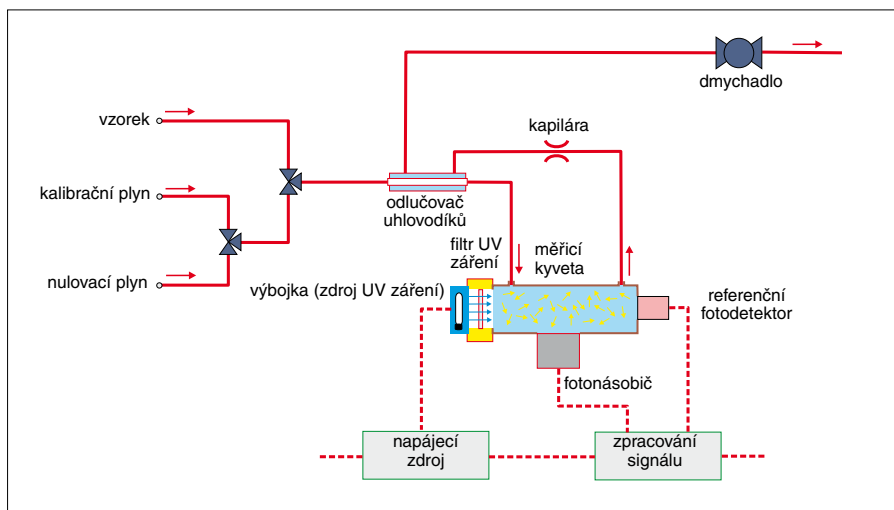 dmychadlo
vzorek
kapilára
kalibrační plyn
odlučovač
uhlovodíků
filtr UV
záření
měřicí
kyveta
nulovací plyn
výbojka (zdroj UV záření)
referenční
fotodetektor
fotonásobič
napájecí
zdroj
zpracování
signálu